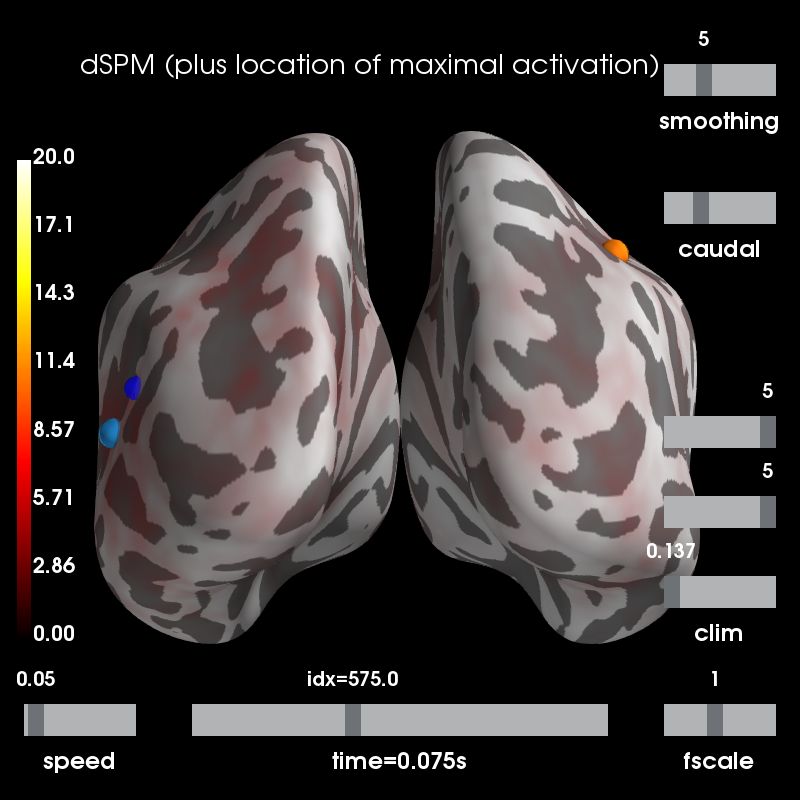 5
dSPM (plus location of maximal activation)
smoothing
20.0
17.1
14.3
11.4
8.57
5.71
2.86
0.00
caudal
5
5
0.137
clim
0.05
speed
idx=575.0
time=0.075s
1
fscale